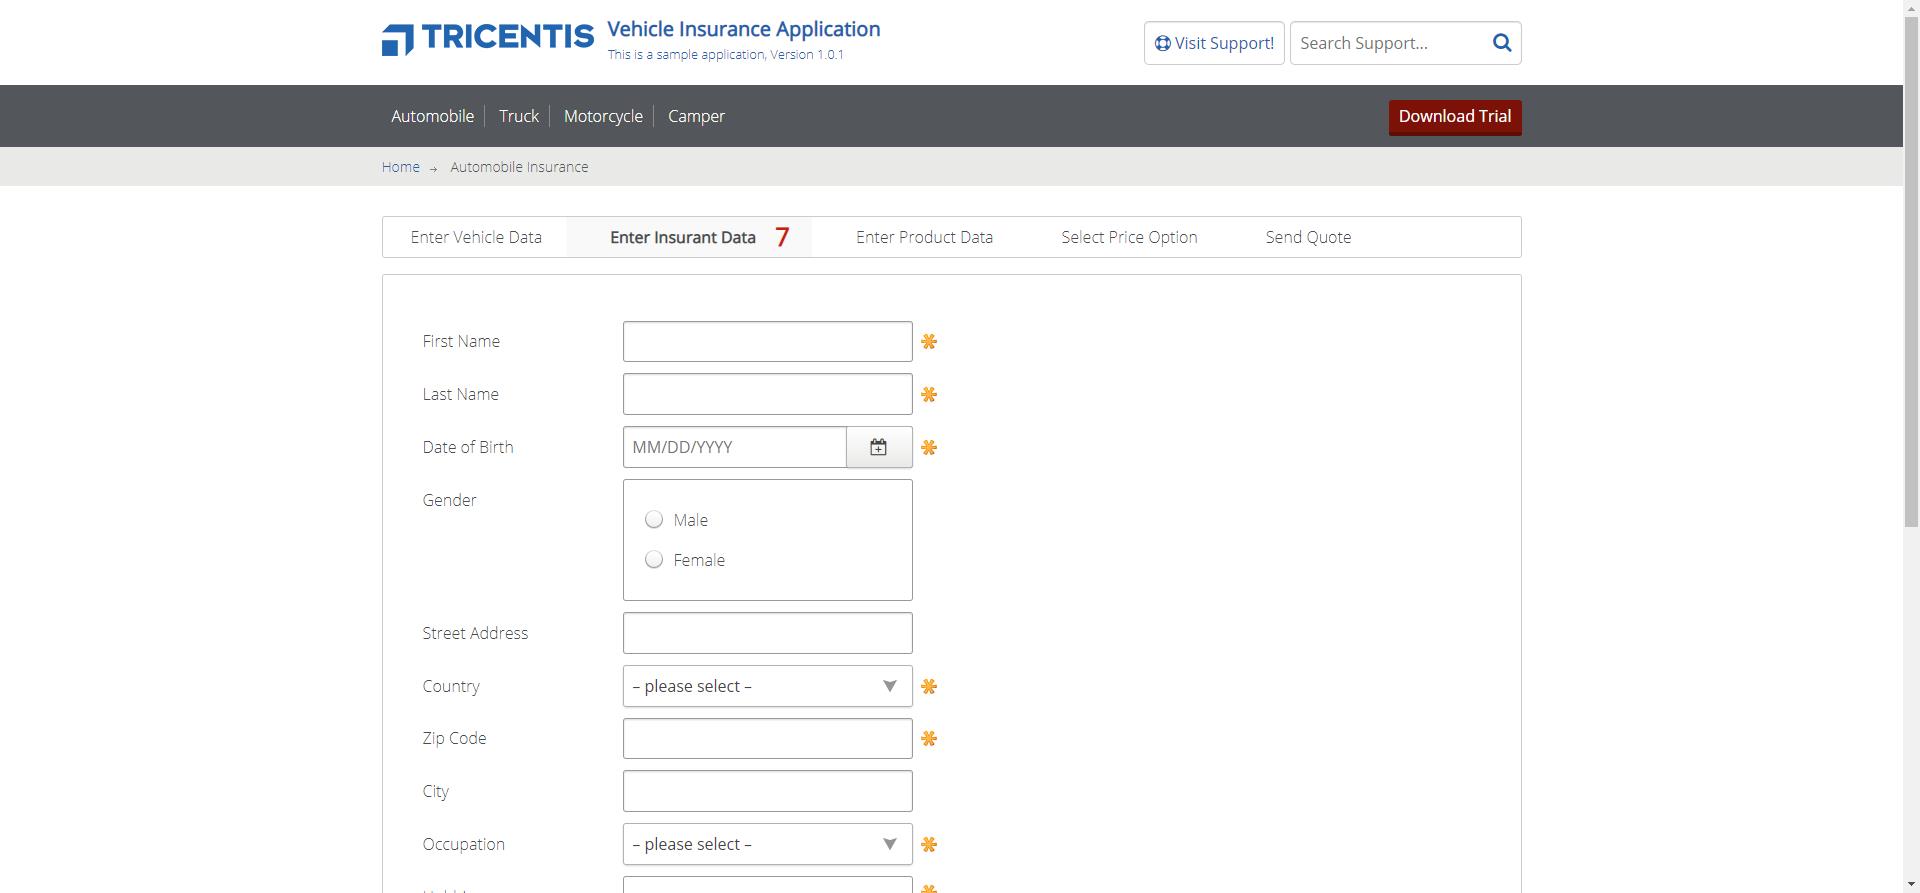 TRICENTIS
Vehicle Insurance Application
This is a sample application, Version 1.0.1
Visit Support!
Search Support...
Automobile
Truck
Motorcycle
Camper
Download Trial
Home → Automobile Insurance
Enter Vehicle Data
Enter Insurant Data 7
Enter Product Data
Select Price Option
Send Quote
First Name
Last Name
Date of Birth
MM/DD/YYYY
Gender
Male
Female
Street Address
Country
– please select –
Zip Code
City
Occupation
– please select –